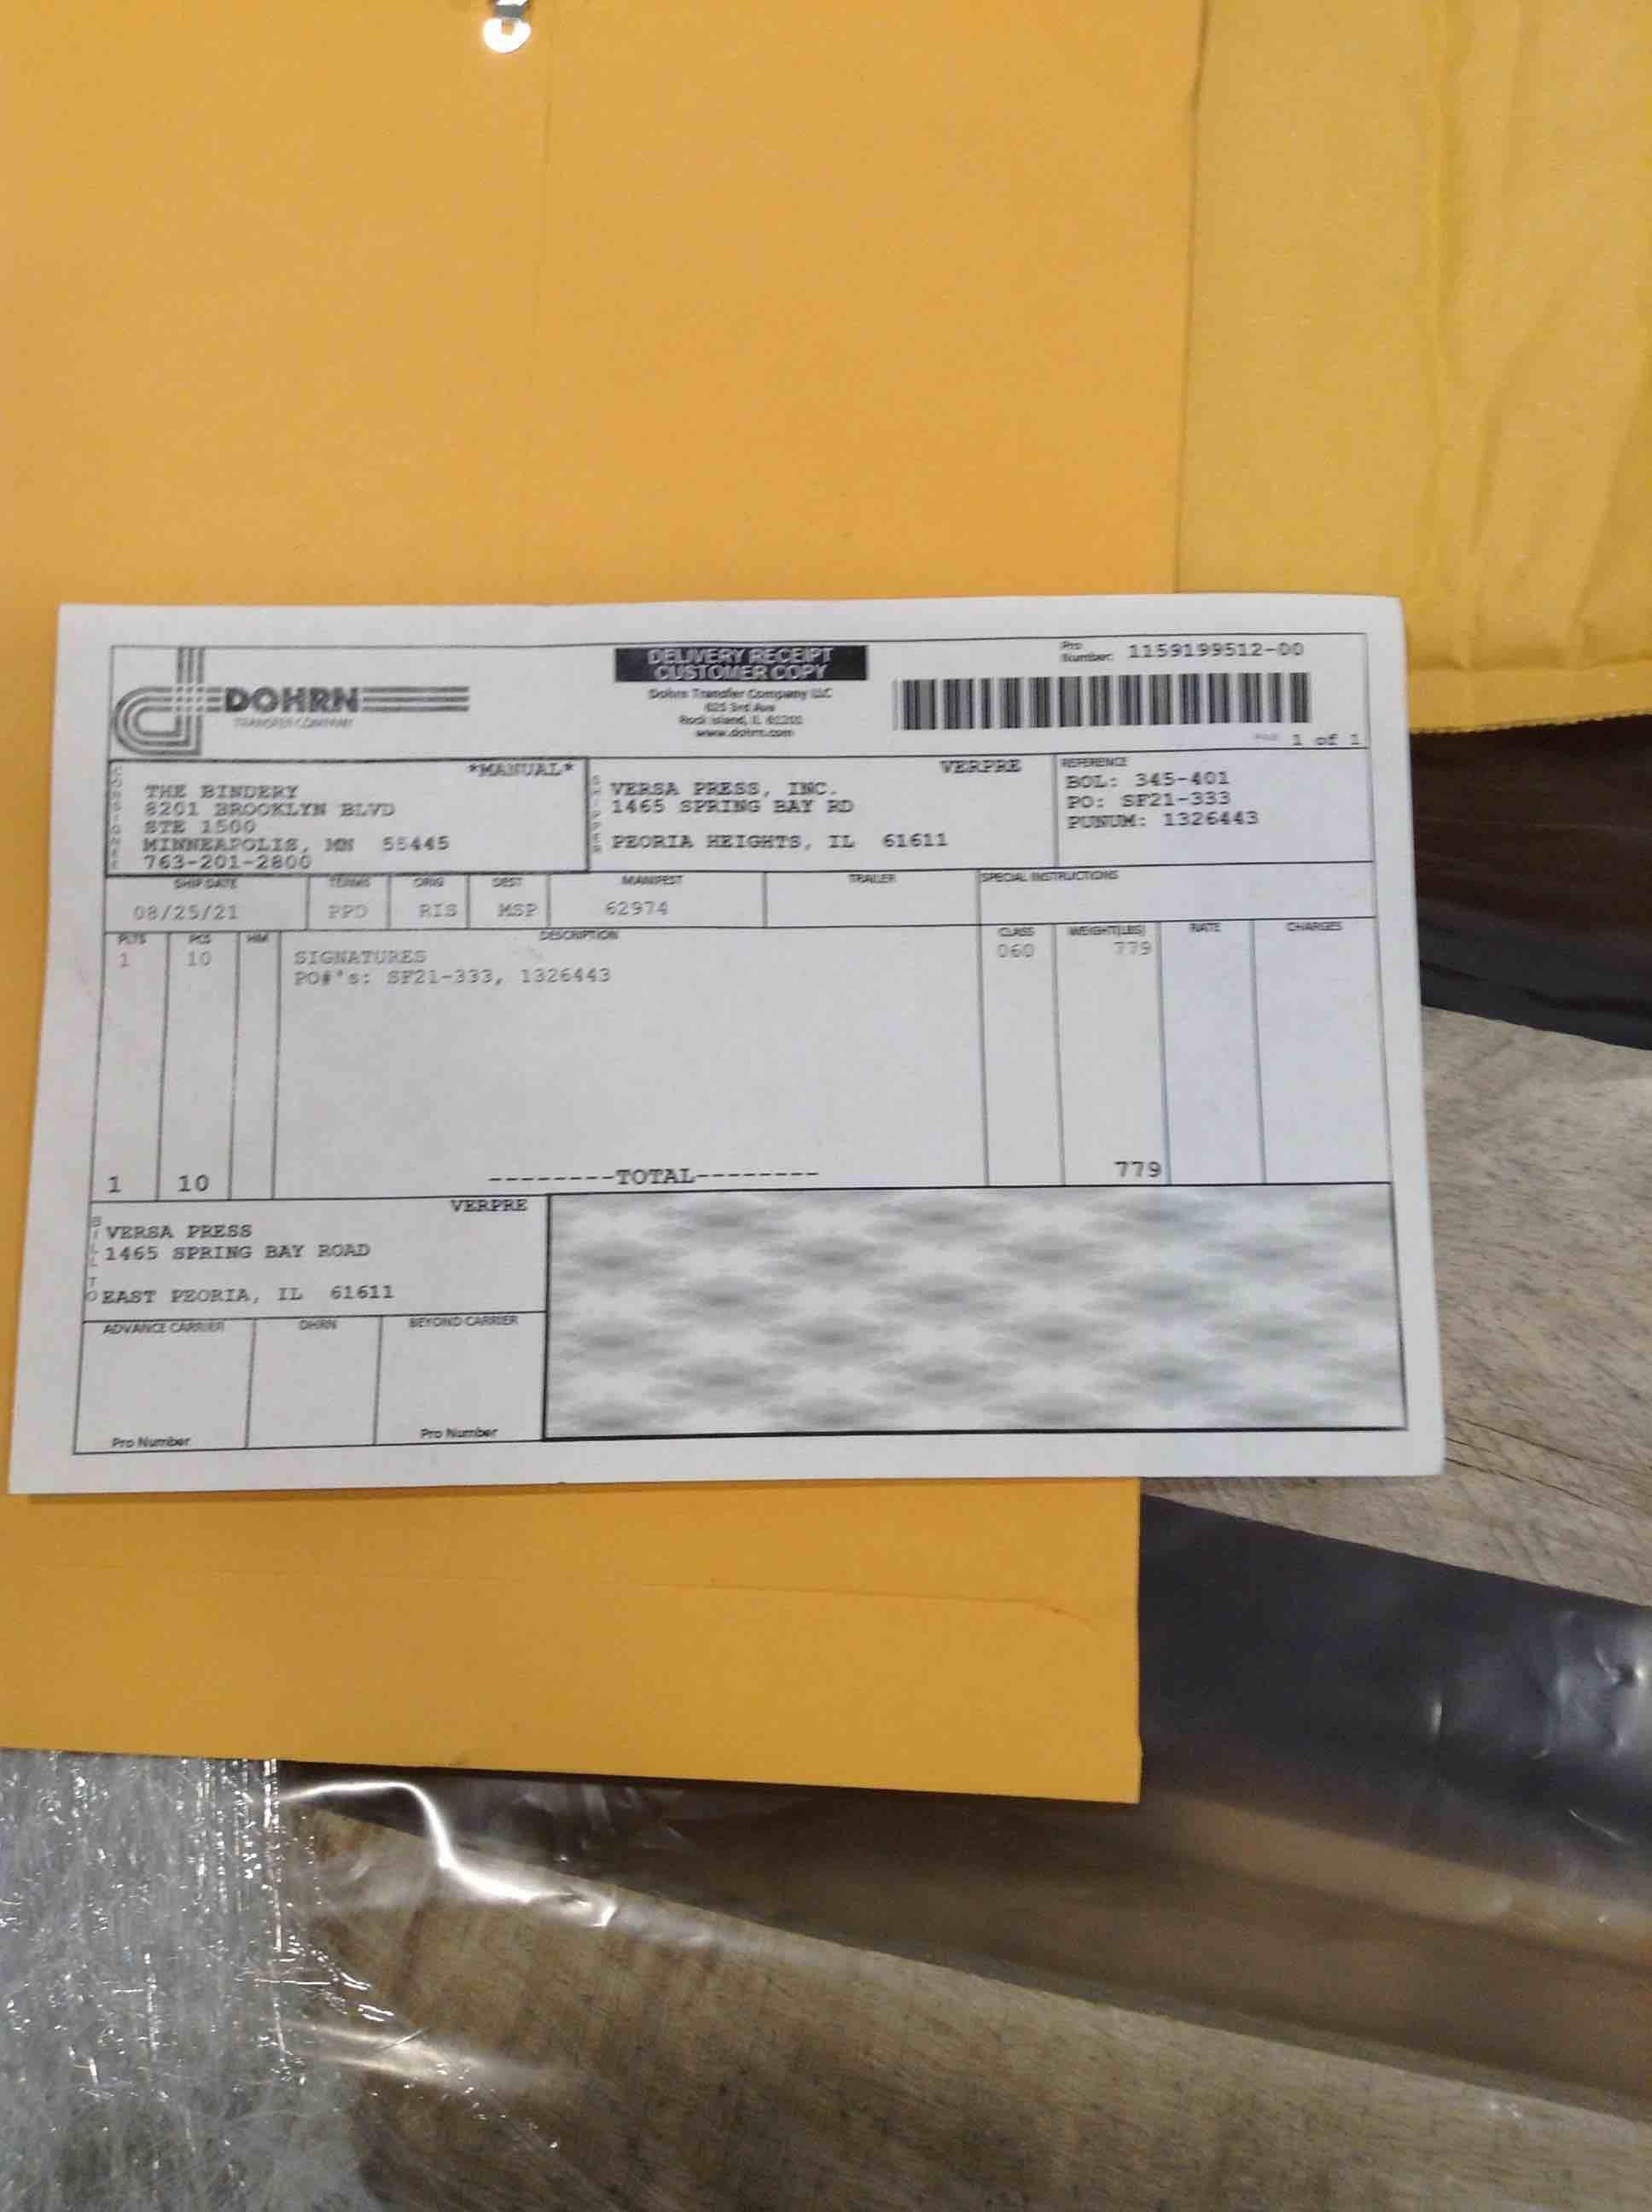 DOHRN
TRANSFER COMPANY
DELIVERY RECEIPT
CUSTOMER COPY
Dohrn Transfer Company LLC
625 3rd Ave
Rock Island, IL 61201
www.dohrn.com
Pro Number: 1159199512-00
1 of 1
CONSIGNEE
*MANUAL*
THE BINDERY
8201 BROOKLYN BLVD
STE 1500
MINNEAPOLIS, MN 55445
763-201-2800
SHIPPER
VERPRE
VERSA PRESS, INC.
1465 SPRING BAY RD
PEORIA HEIGHTS, IL 61611
REFERENCE
BOL: 345-401
PO: SF21-333
PUNUM: 1326443
SHIP DATE TERMS ORIG DEST MANIFEST TRAILER SPECIAL INSTRUCTIONS
08/25/21 PPD RIS MSP 62974
PLTS PCS HM DESCRIPTION CLASS WEIGHT(LBS) RATE CHARGES
1 10 SIGNATURES 060 779
PO#'s: SF21-333, 1326443
1 10 --------TOTAL-------- 779
BILL TO
VERPRE
VERSA PRESS
1465 SPRING BAY ROAD
EAST PEORIA, IL 61611
ADVANCE CARRIER DHRN BEYOND CARRIER
Pro Number Pro Number